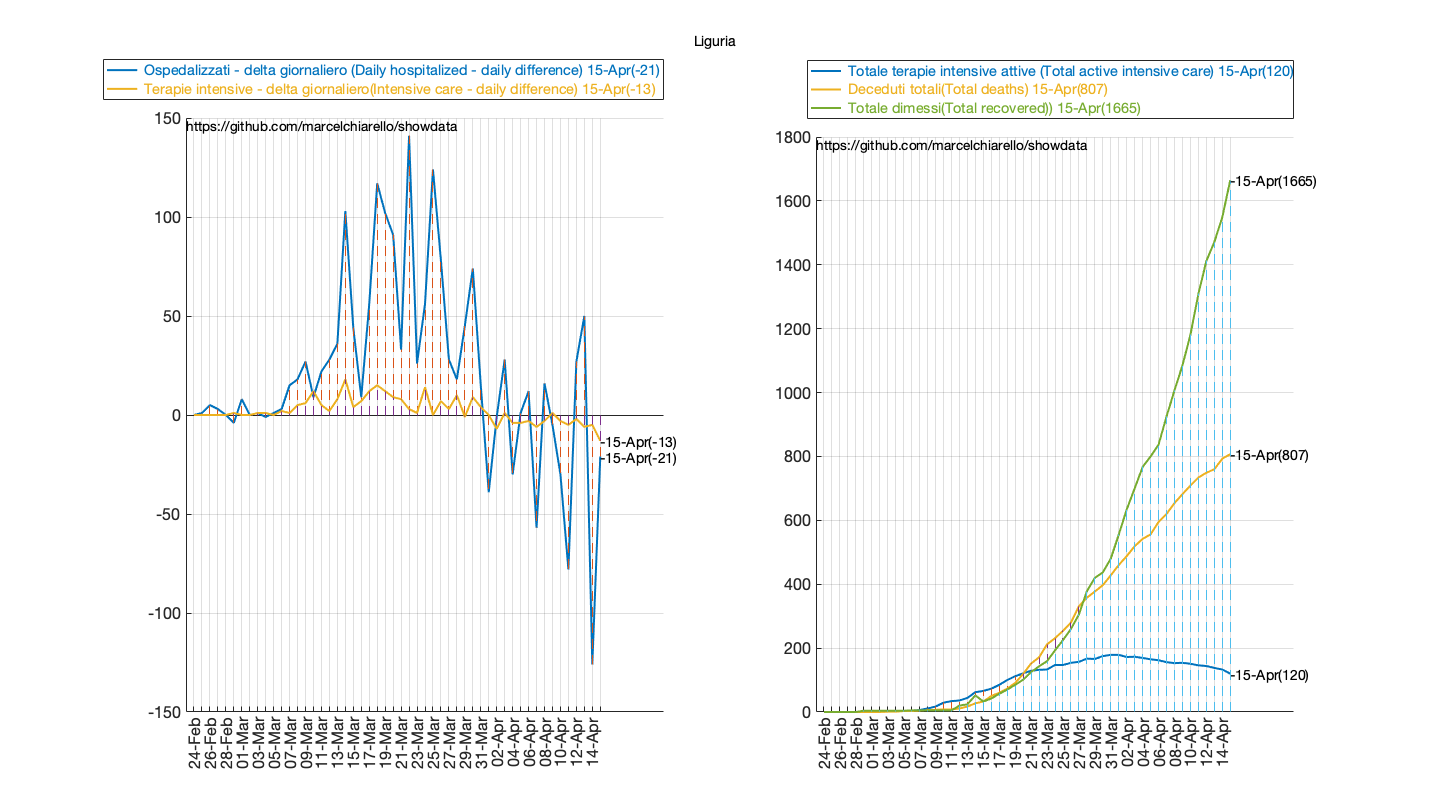 Liguria
Ospedalizzati - delta giornaliero (Daily hospitalized - daily difference) 15-Apr(-21)
Terapie intensive - delta giornaliero(Intensive care - daily difference) 15-Apr(-13)
150
https://github.com/marcelchiarello/showdata
100
50
0
-50
-100
-150
15-Apr(-13)
15-Apr(-21)
24-Feb
26-Feb
28-Feb
01-Mar
03-Mar
05-Mar
07-Mar
09-Mar
11-Mar
13-Mar
15-Mar
17-Mar
19-Mar
21-Mar
23-Mar
25-Mar
27-Mar
29-Mar
31-Mar
02-Apr
04-Apr
06-Apr
08-Apr
10-Apr
12-Apr
14-Apr
Totale terapie intensive attive (Total active intensive care) 15-Apr(120)
Deceduti totali(Total deaths) 15-Apr(807)
Totale dimessi(Total recovered)) 15-Apr(1665)
1800
https://github.com/marcelchiarello/showdata
1600
1400
1200
1000
800
600
400
200
0
15-Apr(1665)
15-Apr(807)
15-Apr(120)
24-Feb
26-Feb
28-Feb
01-Mar
03-Mar
05-Mar
07-Mar
09-Mar
11-Mar
13-Mar
15-Mar
17-Mar
19-Mar
21-Mar
23-Mar
25-Mar
27-Mar
29-Mar
31-Mar
02-Apr
04-Apr
06-Apr
08-Apr
10-Apr
12-Apr
14-Apr